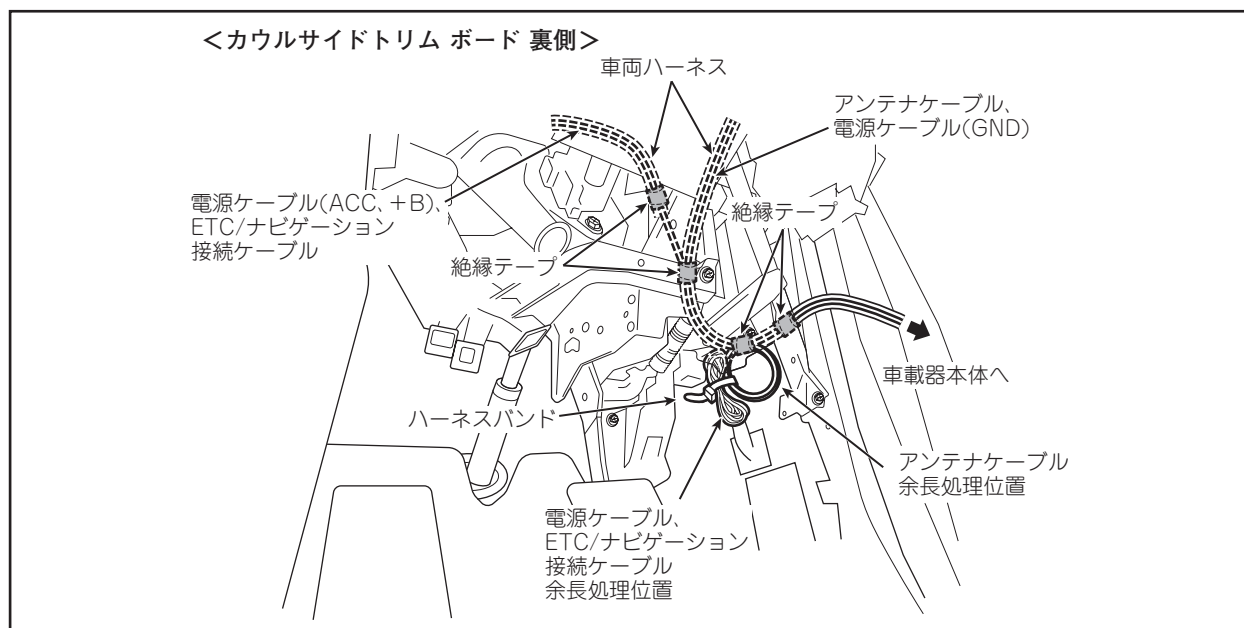 ＜カウルサイドトリム ボード 裏側＞
車両ハーネス
アンテナケーブル、
電源ケーブル(GND)
電源ケーブル(ACC、＋B)、
ETC/ナビゲーション
接続ケーブル
絶縁テープ
絶縁テープ
車載器本体へ
ハーネスバンド
アンテナケーブル
余長処理位置
電源ケーブル、
ETC/ナビゲーション
接続ケーブル
余長処理位置